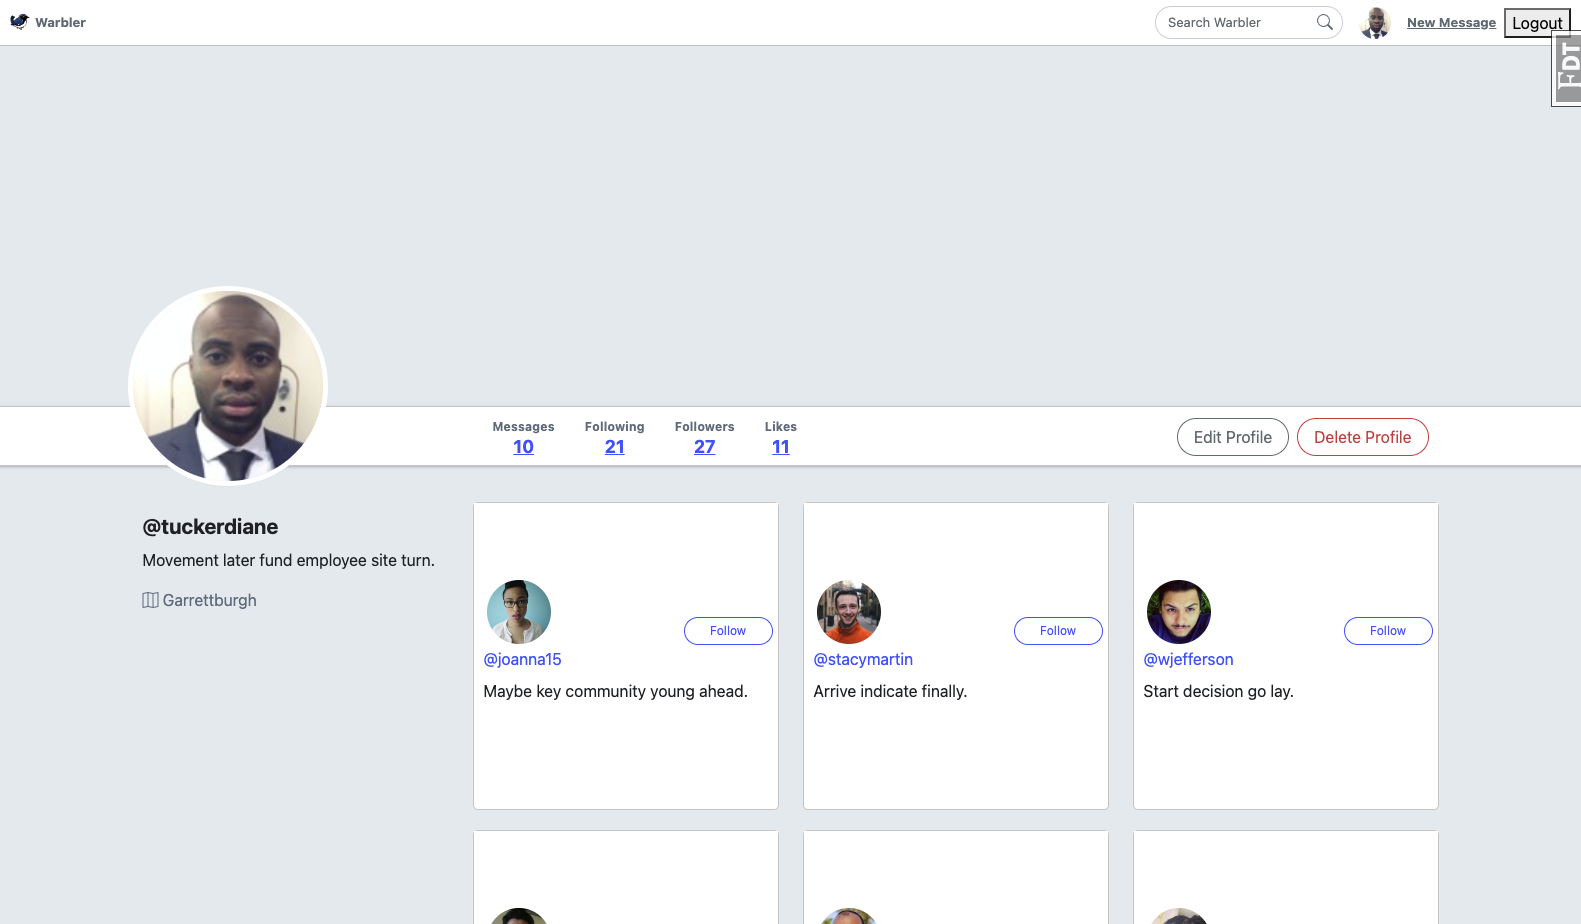 Warbler
Search Warbler
New Message
Logout
FDT
Messages
10
Following
21
Followers
27
Likes
11
Edit Profile
Delete Profile
@tuckerdiane
Movement later fund employee site turn.
Garrettburgh
Follow
@joanna15
Maybe key community young ahead.
Follow
@stacymartin
Arrive indicate finally.
Follow
@wjefferson
Start decision go lay.